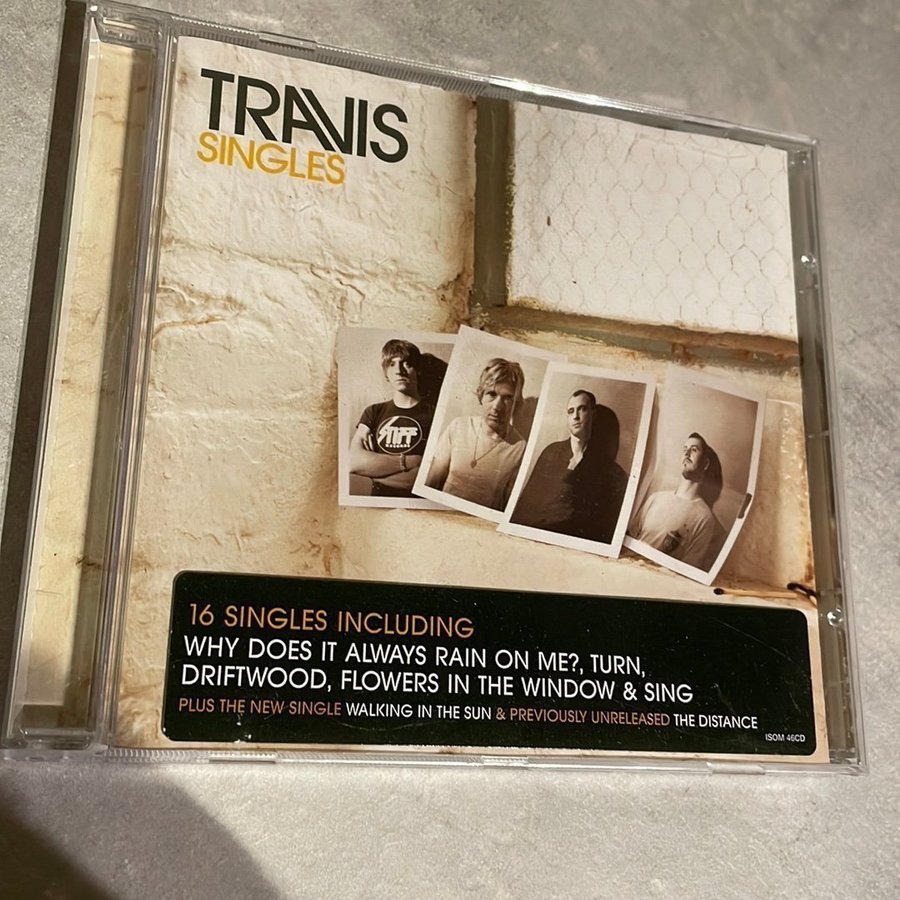 TRAVIS
SINGLES
STIFF
RECORDS
16 SINGLES INCLUDING
WHY DOES IT ALWAYS RAIN ON ME?, TURN,
DRIFTWOOD, FLOWERS IN THE WINDOW & SING
PLUS THE NEW SINGLE WALKING IN THE SUN & PREVIOUSLY UNRELEASED THE DISTANCE
ISOM 46CD